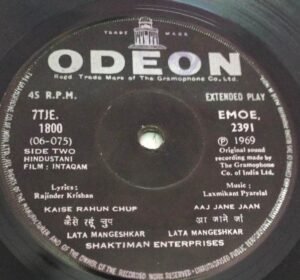 TRADE MARK
ODEON
Regd. Trade Mark of the Gramophone Co. Ltd.
45 R.P.M. EXTENDED PLAY
7TJE. EMOE,
1800 2391
(06-075) Ⓟ 1969
SIDE TWO Original sound
HINDUSTANI recording made by
FILM : INTAQAM the Gramophone
Co. of India Ltd.
Lyrics: Music :
Rajinder Krishan Laxmikant Pyarelal
KAISE RAHUN CHUP AAJ JANE JAAN
कैसे रहूं चुप आ जाने जां
LATA MANGESHKAR LATA MANGESHKAR
SHAKTIMAN ENTERPRISES